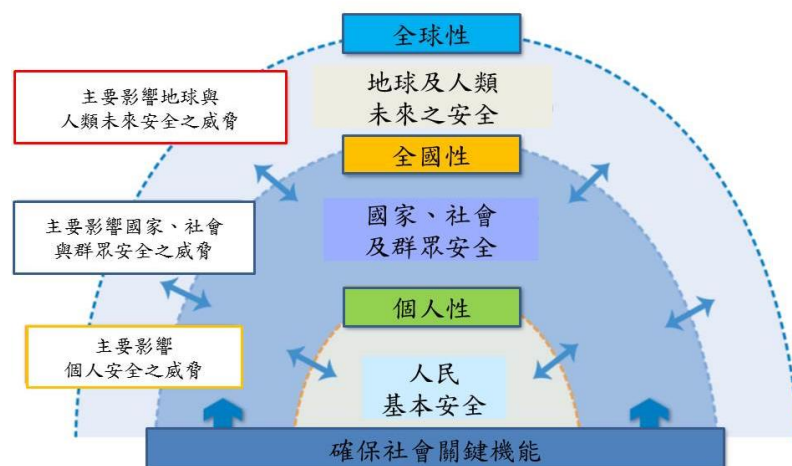 全球性
主要影響地球與
人類未來安全之威脅
地球及人類
未來之安全
全國性
主要影響國家、社會
與群眾安全之威脅
國家、社會
及群眾安全
個人性
主要影響
個人安全之威脅
人民
基本安全
確保社會關鍵機能